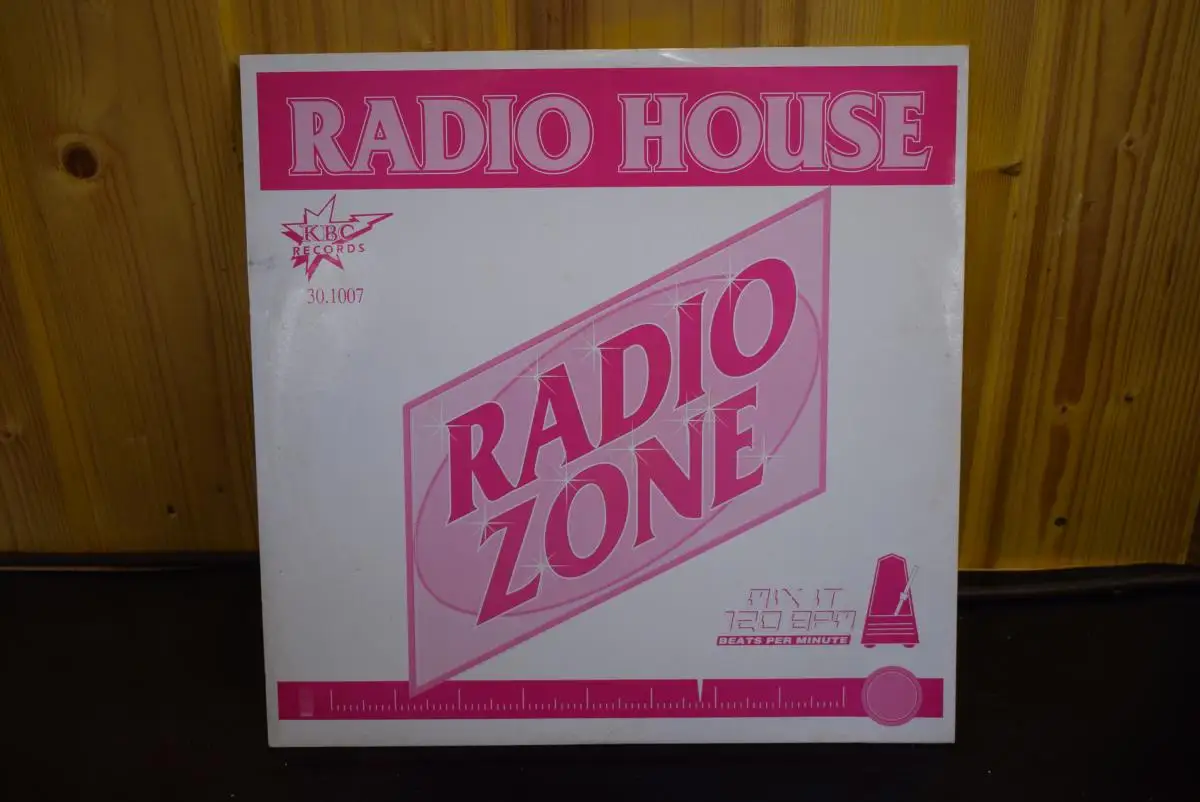 RADIO HOUSE
KBC
RECORDS
30.1007
RADIO
ZONE
MIX IT
120 BPM
BEATS PER MINUTE